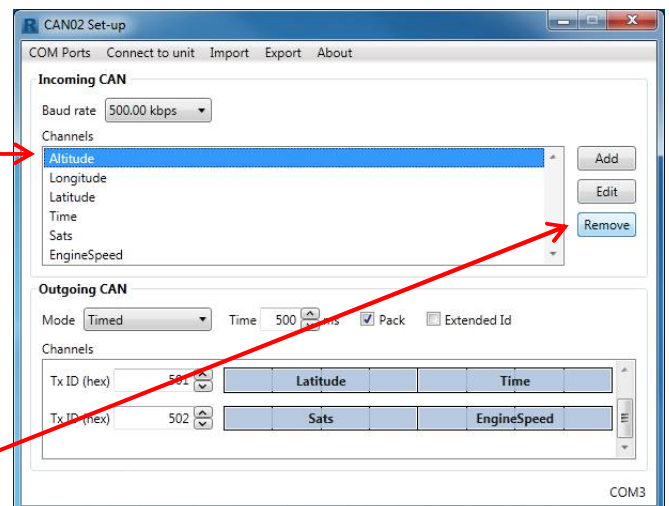 CAN02 Set-up
COM Ports Connect to unit Import Export About
Incoming CAN
Baud rate 500.00 kbps
Channels
Altitude
Longitude
Latitude
Time
Sats
EngineSpeed
Add
Edit
Remove
Outgoing CAN
Mode Timed Time 500 ms Pack Extended Id
Channels
Tx ID (hex) 501 Latitude Time
Tx ID (hex) 502 Sats EngineSpeed
COM3